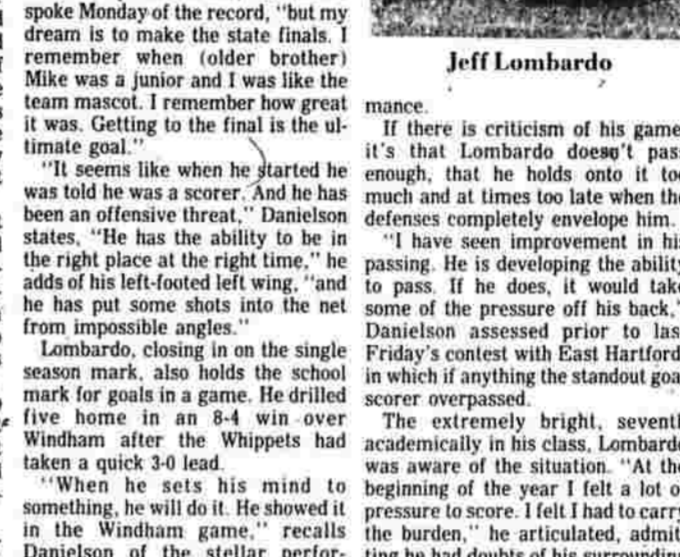 spoke Monday of the record, "but my
dream is to make the state finals. I
remember when (older brother)
Mike was a junior and I was like the
team mascot. I remember how great
it was. Getting to the final is the ul-
timate goal."
"It seems like when he started he
was told he was a scorer. And he has
been an offensive threat," Danielson
states, "He has the ability to be in
the right place at the right time," he
adds of his left-footed left wing, "and
he has put some shots into the net
from impossible angles."
Lombardo, closing in on the single
season mark, also holds the school
mark for goals in a game. He drilled
five home in an 8-4 win over
Windham after the Whippets had
taken a quick 3-0 lead.
"When he sets his mind to
something, he will do it. He showed it
in the Windham game," recalls
Danielson of the stellar perfor-
Jeff Lombardo
mance.
If there is criticism of his game
it's that Lombardo doesn't pas
enough, that he holds onto it to
much and at times too late when th
defenses completely envelope him.
"I have seen improvement in hi
passing. He is developing the ability
to pass. If he does, it would tak
some of the pressure off his back,"
Danielson assessed prior to las
Friday's contest with East Hartford
in which if anything the standout goa
scorer overpassed.
The extremely bright, sevent
academically in his class, Lombard
was aware of the situation. "At th
beginning of the year I felt a lot o
pressure to score. I felt I had to carry
the burden," he articulated, admit
ting he had doubts of his surrounding